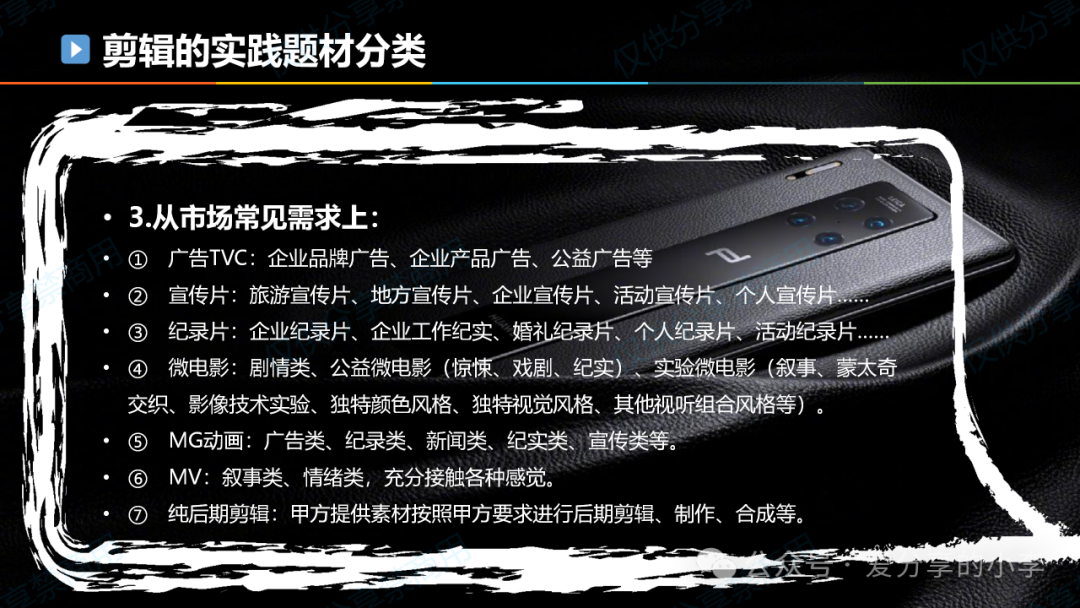 剪辑的实践题材分类
• 3.从市场常见需求上：
• ① 广告TVC：企业品牌广告、企业产品广告、公益广告等
• ② 宣传片：旅游宣传片、地方宣传片、企业宣传片、活动宣传片、个人宣传片……
• ③ 纪录片：企业纪录片、企业工作纪实、婚礼纪录片、个人纪录片、活动纪录片……
• ④ 微电影：剧情类、公益微电影（惊悚、戏剧、纪实）、实验微电影（叙事、蒙太奇
交织、影像技术实验、独特颜色风格、独特视觉风格、其他视听组合风格等）。
• ⑤ MG动画：广告类、纪录类、新闻类、纪实类、宣传类等。
• ⑥ MV：叙事类、情绪类，充分接触各种感觉。
• ⑦ 纯后期剪辑：甲方提供素材按照甲方要求进行后期剪辑、制作、合成等。
公众号·爱分享的小李